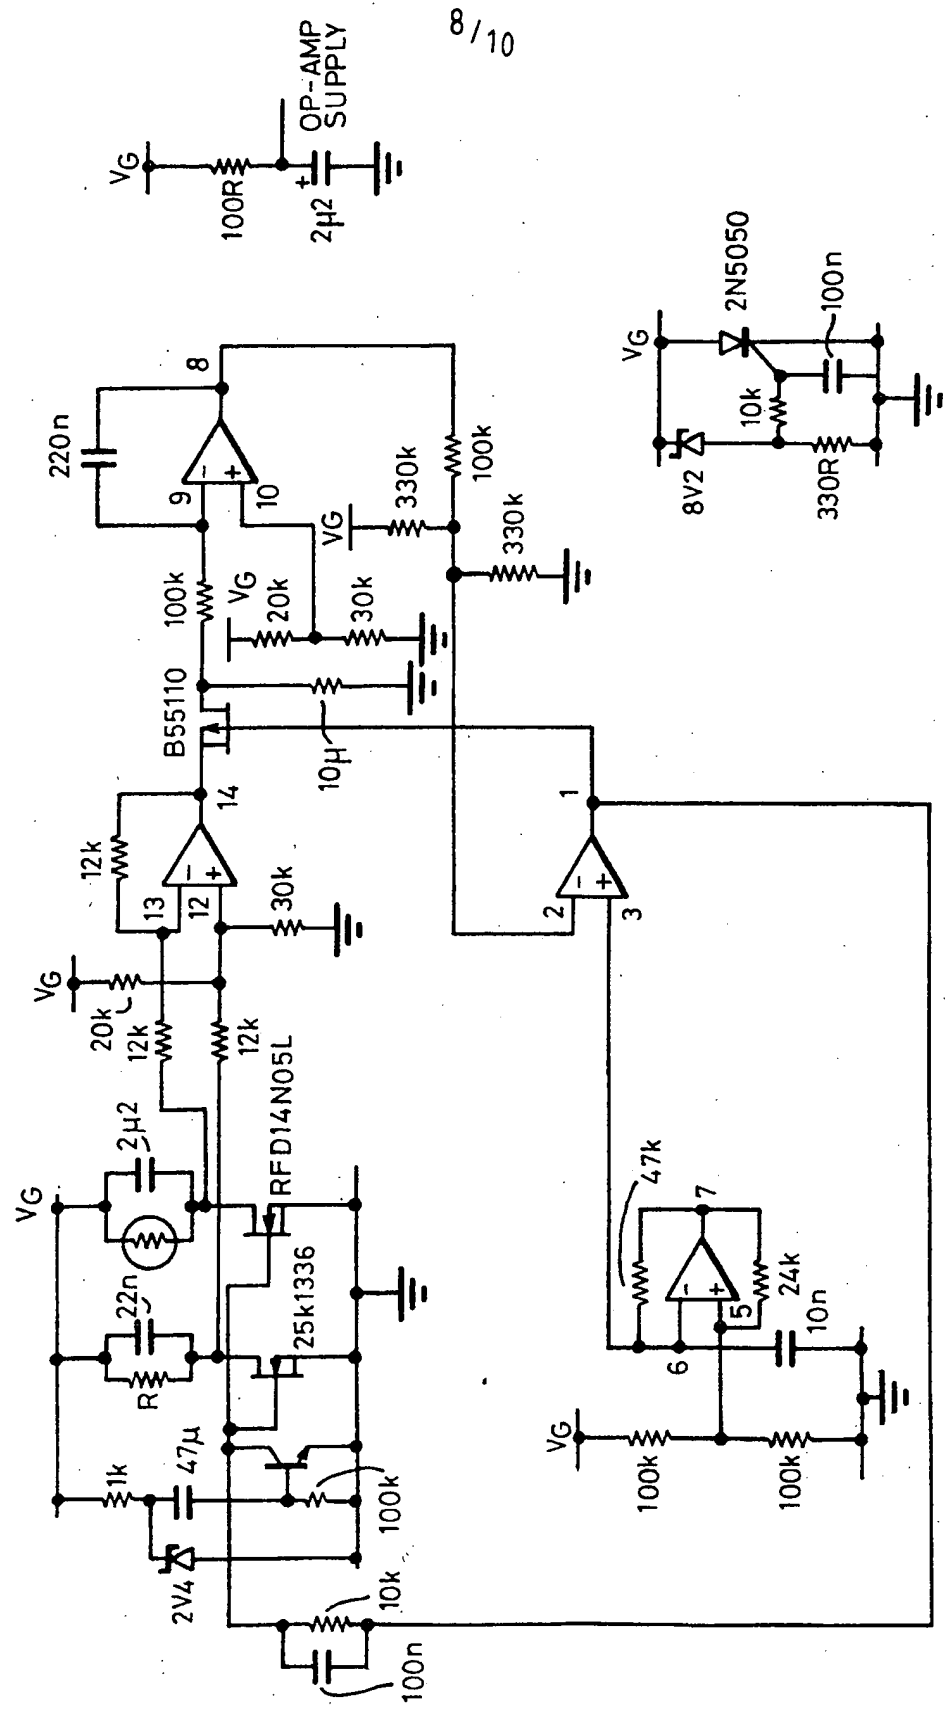 8/10
VG
100R
2μ2
+
OP-AMP
SUPPLY
220n
8
9
10
-
+
100k
VG
20k
30k
VG
330k
100k
330k
B55110
10μ
14
12k
13
12
-
+
30k
VG
20k
12k
12k
1
2
3
-
+
VG
2μ2
22n
R
RFD14N05L
25k1336
1k
47μ
100k
2V4
10k
100n
47k
7
-
+
5
6
24k
10n
VG
100k
100k
VG
2N5050
8V2
10k
100n
330R